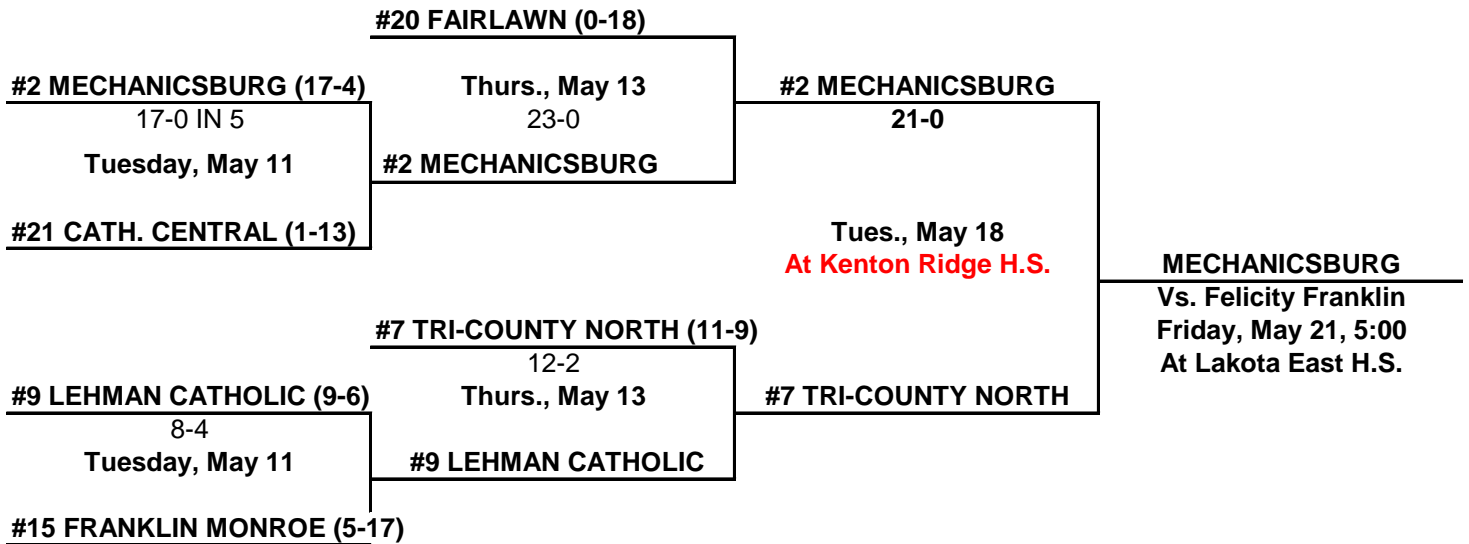 #20 FAIRLAWN (0-18)
#2 MECHANICSBURG (17-4)
Thurs., May 13
#2 MECHANICSBURG
17-0 IN 5
23-0
21-0
Tuesday, May 11
#2 MECHANICSBURG
#21 CATH. CENTRAL (1-13)
Tues., May 18
At Kenton Ridge H.S.
MECHANICSBURG
Vs. Felicity Franklin
Friday, May 21, 5:00
At Lakota East H.S.
#7 TRI-COUNTY NORTH (11-9)
12-2
#9 LEHMAN CATHOLIC (9-6)
Thurs., May 13
#7 TRI-COUNTY NORTH
8-4
Tuesday, May 11
#9 LEHMAN CATHOLIC
#15 FRANKLIN MONROE (5-17)